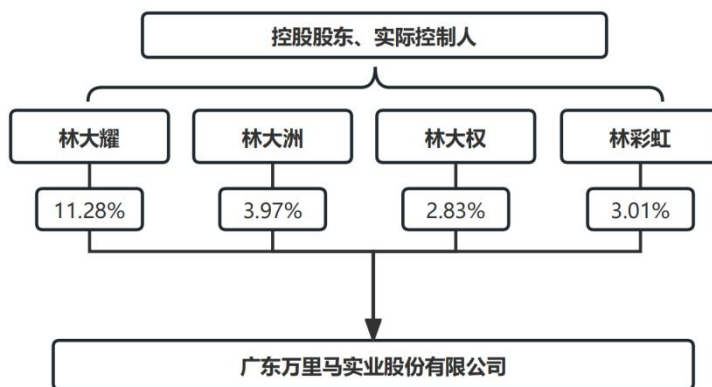 控股股东、实际控制人
林大耀
林大洲
林大权
林彩虹
11.28%
3.97%
2.83%
3.01%
广东万里马实业股份有限公司